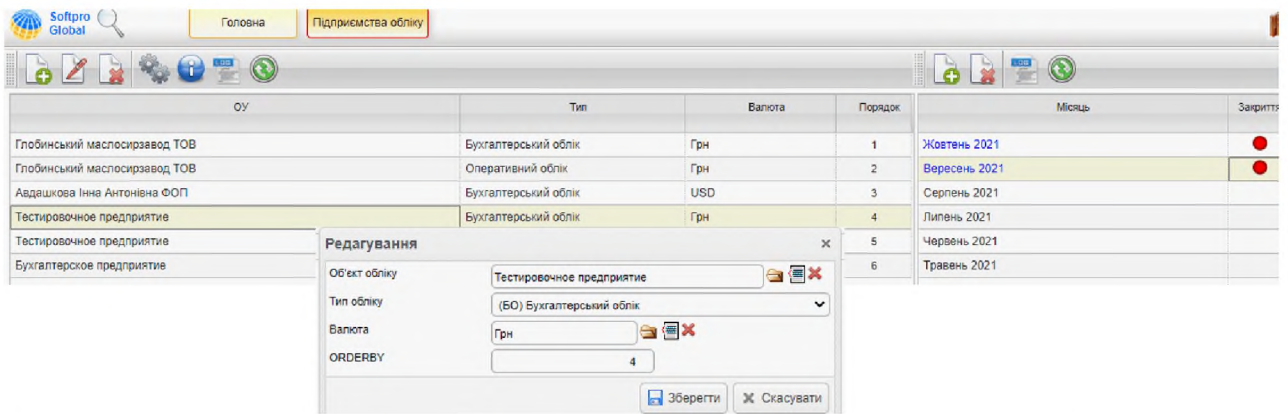 Softpro
Global
Головна
Підприємства обліку
ОУ Тип Валюта Порядок Місяць Закриття
Глобинський маслосирзавод ТОВ Бухгалтерський облік Грн 1 Жовтень 2021
Глобинський маслосирзавод ТОВ Оперативний облік Грн 2 Вересень 2021
Авдашкова Інна Антонівна ФОП Бухгалтерський облік USD 3 Серпень 2021
Тестировочное предприятие Бухгалтерський облік Грн 4 Липень 2021
Тестировочное предприятие 5 Червень 2021
Бухгалтерское предприятие 6 Травень 2021
Редагування
Об'єкт обліку Тестировочное предприятие
Тип обліку (БО) Бухгалтерський облік
Валюта Грн
ORDERBY 4
Зберегти Скасувати